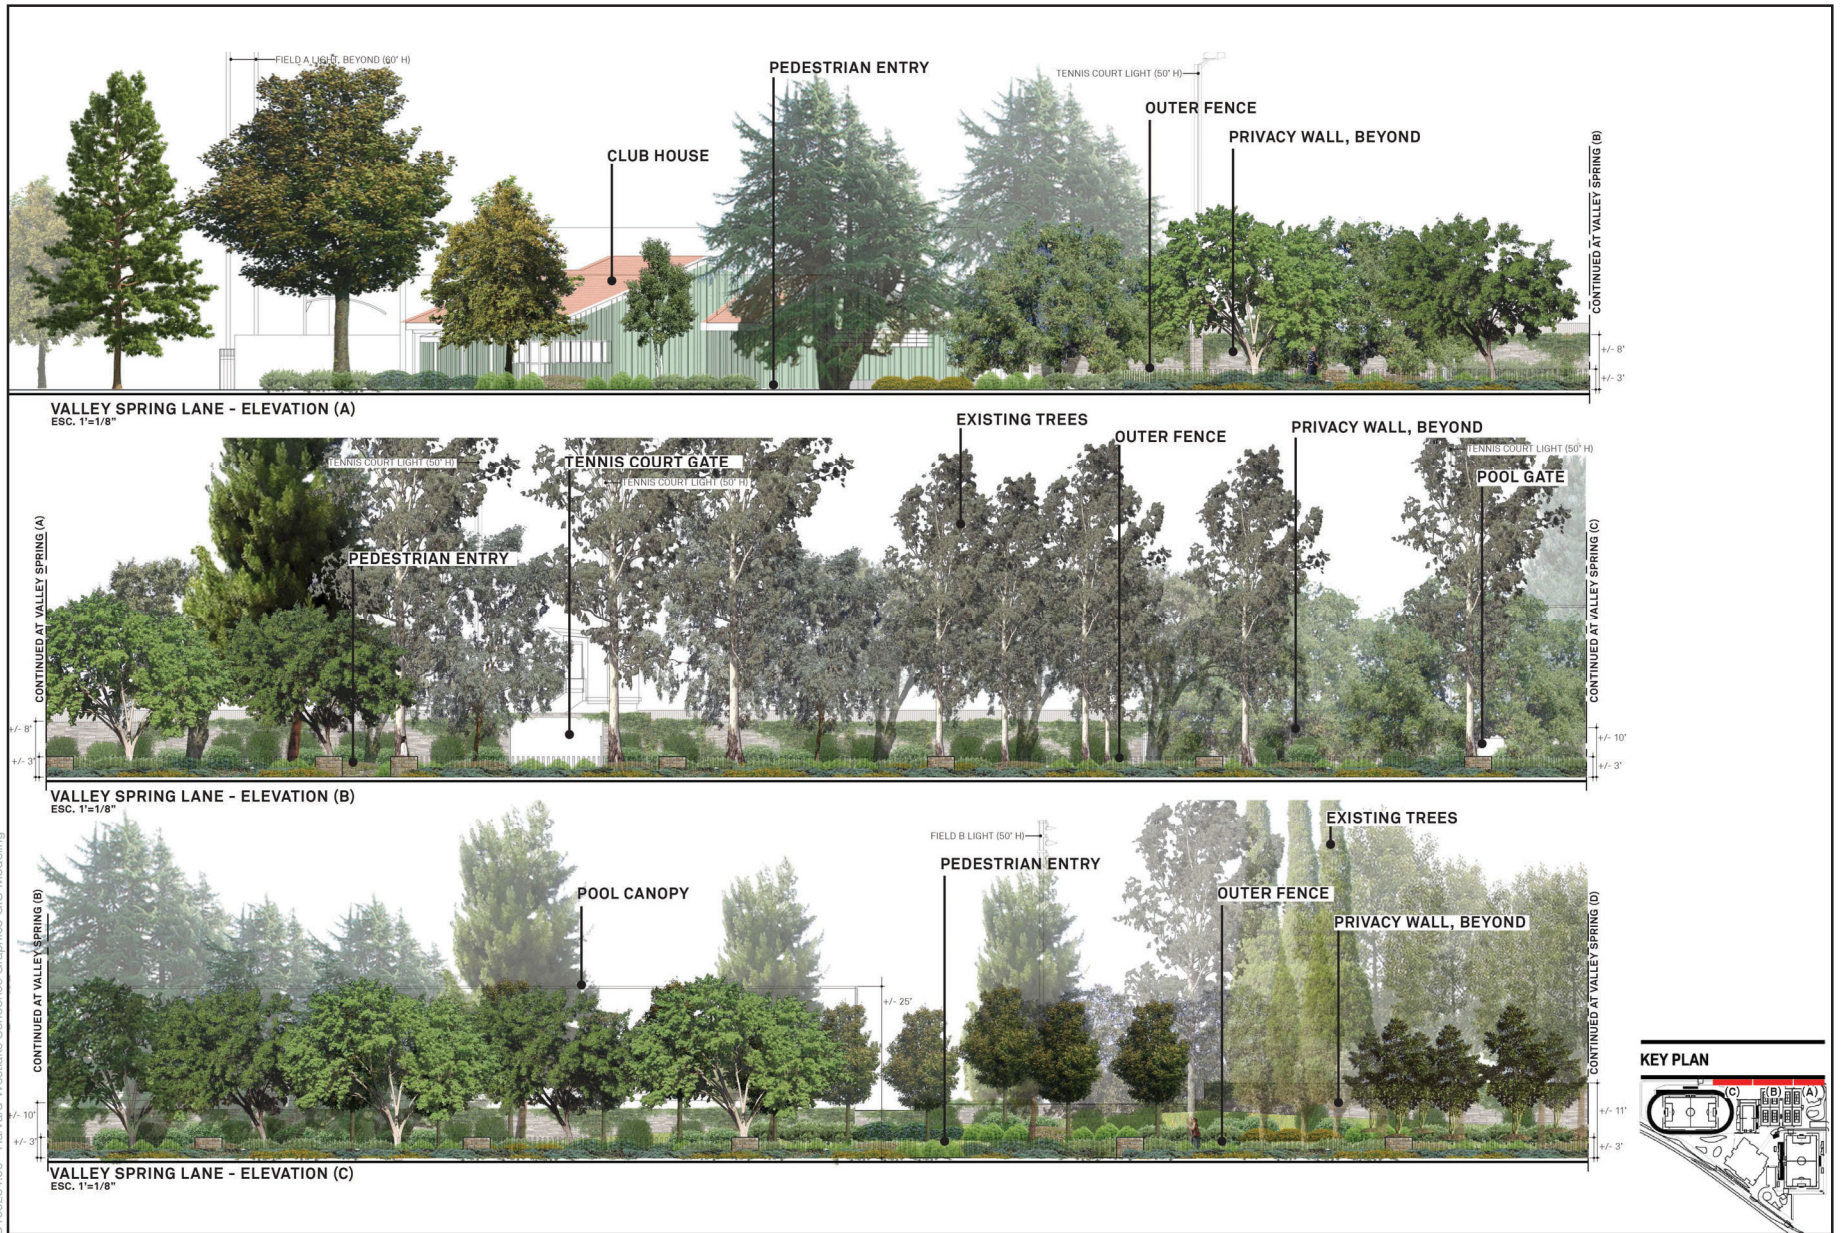 FIELD A LIGHT, BEYOND (60' H)
PEDESTRIAN ENTRY
TENNIS COURT LIGHT (50' H)
OUTER FENCE
PRIVACY WALL, BEYOND
CLUB HOUSE
CONTINUED AT VALLEY SPRING (B)
+/- 8'
+/- 3'
VALLEY SPRING LANE - ELEVATION (A)
ESC. 1'=1/8"
EXISTING TREES
OUTER FENCE
PRIVACY WALL, BEYOND
TENNIS COURT LIGHT (50' H)
TENNIS COURT GATE
TENNIS COURT LIGHT (50' H)
TENNIS COURT LIGHT (50' H)
POOL GATE
PEDESTRIAN ENTRY
CONTINUED AT VALLEY SPRING (A)
CONTINUED AT VALLEY SPRING (C)
+/- 8'
+/- 3'
+/- 10'
+/- 3'
VALLEY SPRING LANE - ELEVATION (B)
ESC. 1'=1/8"
EXISTING TREES
FIELD B LIGHT (50' H)
PEDESTRIAN ENTRY
POOL CANOPY
OUTER FENCE
PRIVACY WALL, BEYOND
CONTINUED AT VALLEY SPRING (B)
CONTINUED AT VALLEY SPRING (D)
+/- 25'
+/- 10'
+/- 3'
+/- 11'
+/- 3'
VALLEY SPRING LANE - ELEVATION (C)
ESC. 1'=1/8"
KEY PLAN
(C)
(B)
(A)